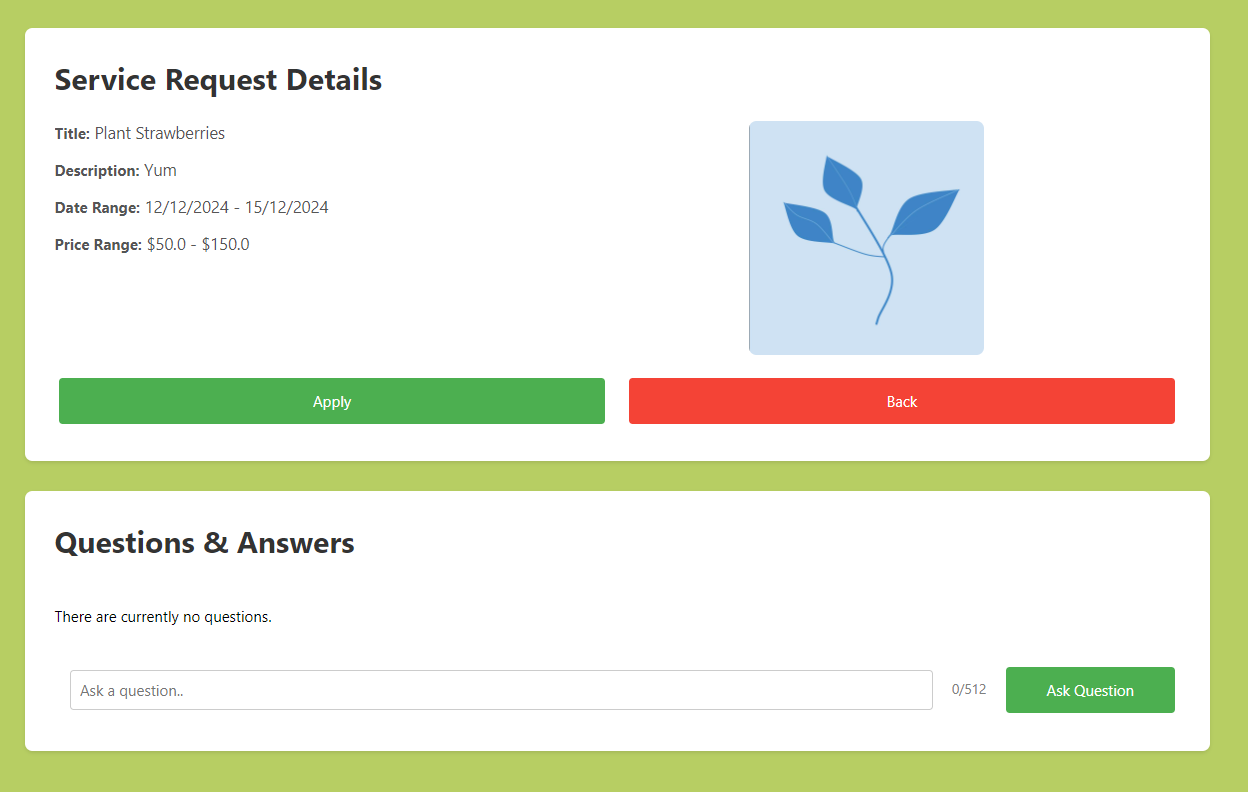 Service Request Details
Title: Plant Strawberries
Description: Yum
Date Range: 12/12/2024 - 15/12/2024
Price Range: $50.0 - $150.0
Apply
Back
Questions & Answers
There are currently no questions.
Ask a question..
0/512
Ask Question